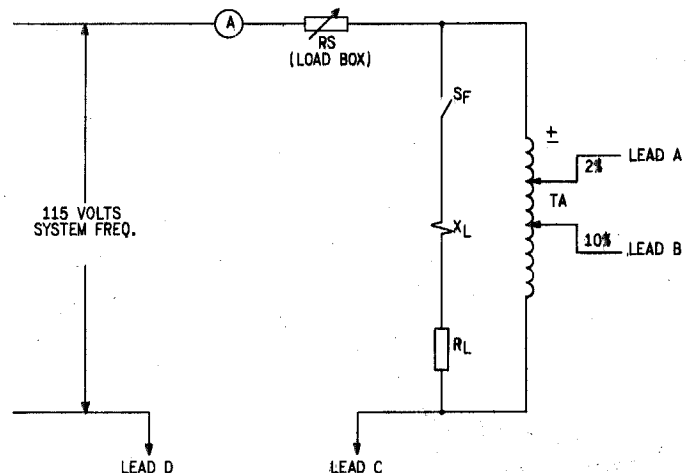 A
RS
(LOAD BOX)
SF
±
2%
LEAD A
TA
115 VOLTS
SYSTEM FREQ.
XL
10%
LEAD B
RL
LEAD D
LEAD C